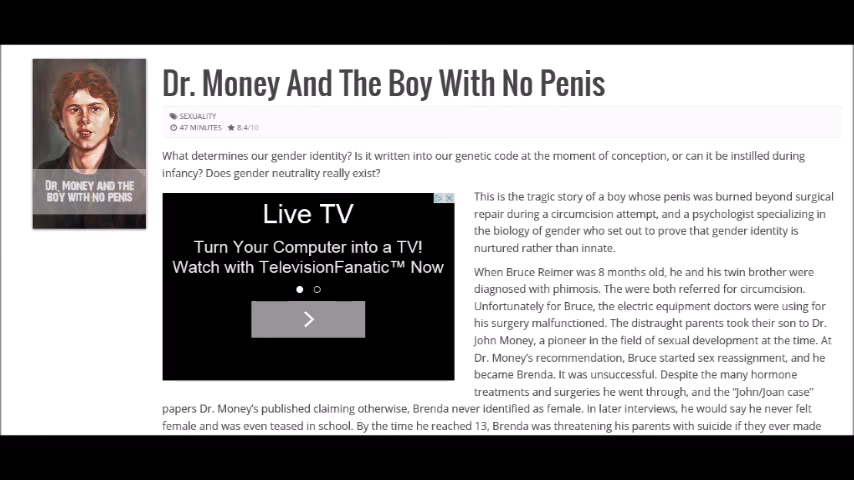 Dr. Money And The Boy With No Penis
SEXUALITY
47 MINUTES 8.4/10
DR. MONEY AND THE
BOY WITH NO PENIS
What determines our gender identity? Is it written into our genetic code at the moment of conception, or can it be instilled during
infancy? Does gender neutrality really exist?
Live TV
Turn Your Computer into a TV!
Watch with TelevisionFanatic™ Now
This is the tragic story of a boy whose penis was burned beyond surgical
repair during a circumcision attempt, and a psychologist specializing in
the biology of gender who set out to prove that gender identity is
nurtured rather than innate.
When Bruce Reimer was 8 months old, he and his twin brother were
diagnosed with phimosis. The were both referred for circumcision.
Unfortunately for Bruce, the electric equipment doctors were using for
his surgery malfunctioned. The distraught parents took their son to Dr.
John Money, a pioneer in the field of sexual development at the time. At
Dr. Money's recommendation, Bruce started sex reassignment, and he
became Brenda. It was unsuccessful. Despite the many hormone
treatments and surgeries he went through, and the "John/Joan case"
papers Dr. Money's published claiming otherwise, Brenda never identified as female. In later interviews, he would say he never felt
female and was even teased in school. By the time he reached 13, Brenda was threatening his parents with suicide if they ever made